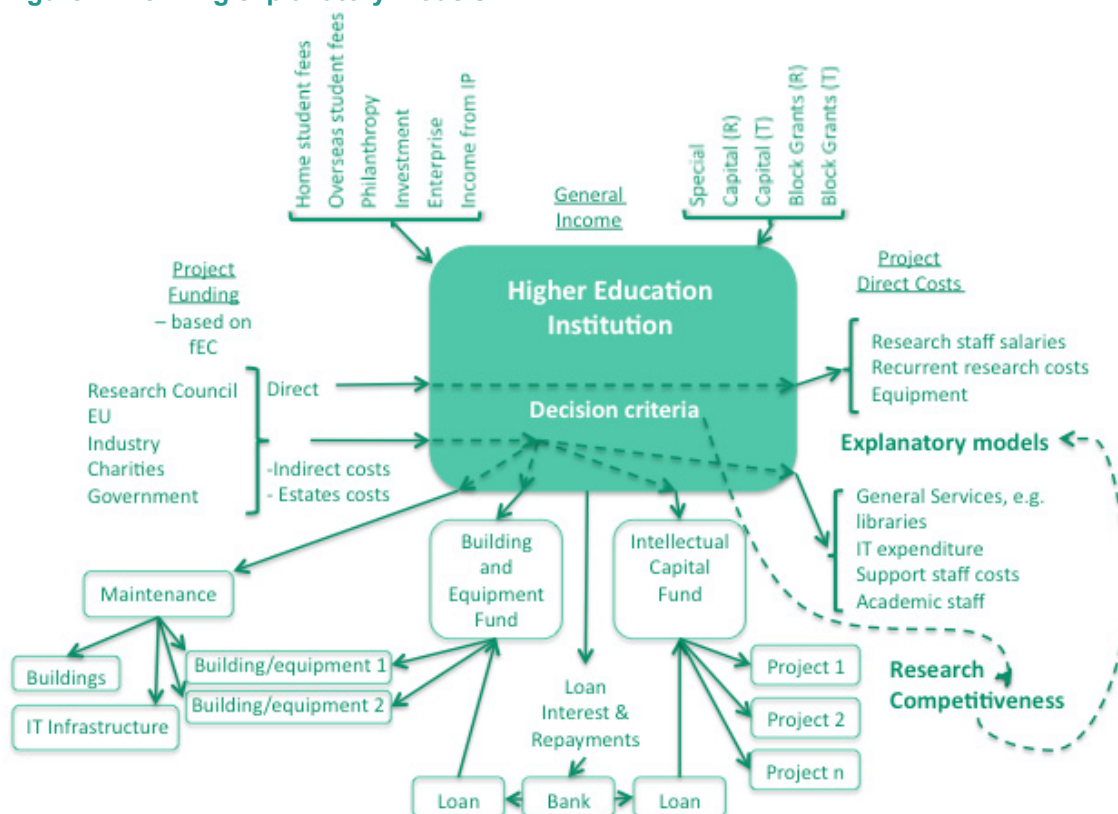 Home student fees
Overseas student fees
Philanthropy
Investment
Enterprise
Income from IP
General
Income
Special
Capital (R)
Capital (T)
Block Grants (R)
Block Grants (T)
Project
Funding
– based on
fEC
Higher Education
Institution
Project
Direct Costs
Research Council
EU
Industry
Charities
Government
Direct
-Indirect costs
- Estates costs
Decision criteria
Research staff salaries
Recurrent research costs
Equipment
Explanatory models
General Services, e.g.
libraries
IT expenditure
Support staff costs
Academic staff
Maintenance
Building
and
Equipment
Fund
Intellectual
Capital
Fund
Buildings
IT Infrastructure
Building/equipment 1
Building/equipment 2
Loan
Interest &
Repayments
Project 1
Project 2
Project n
Research
Competitiveness
Loan
Bank
Loan